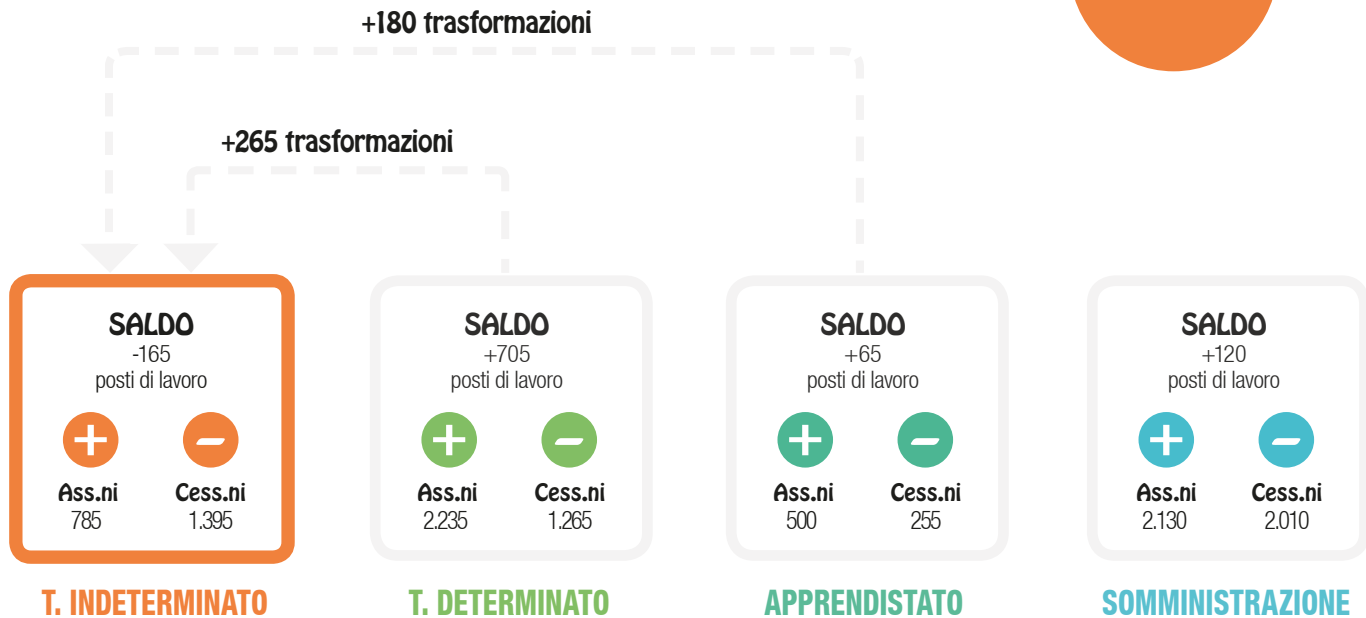 +180 trasformazioni
+265 trasformazioni
SALDO
-165
posti di lavoro
Ass.ni
785
Cess.ni
1.395
T. INDETERMINATO
SALDO
+705
posti di lavoro
Ass.ni
2.235
Cess.ni
1.265
T. DETERMINATO
SALDO
+65
posti di lavoro
Ass.ni
500
Cess.ni
255
APPRENDISTATO
SALDO
+120
posti di lavoro
Ass.ni
2.130
Cess.ni
2.010
SOMMINISTRAZIONE